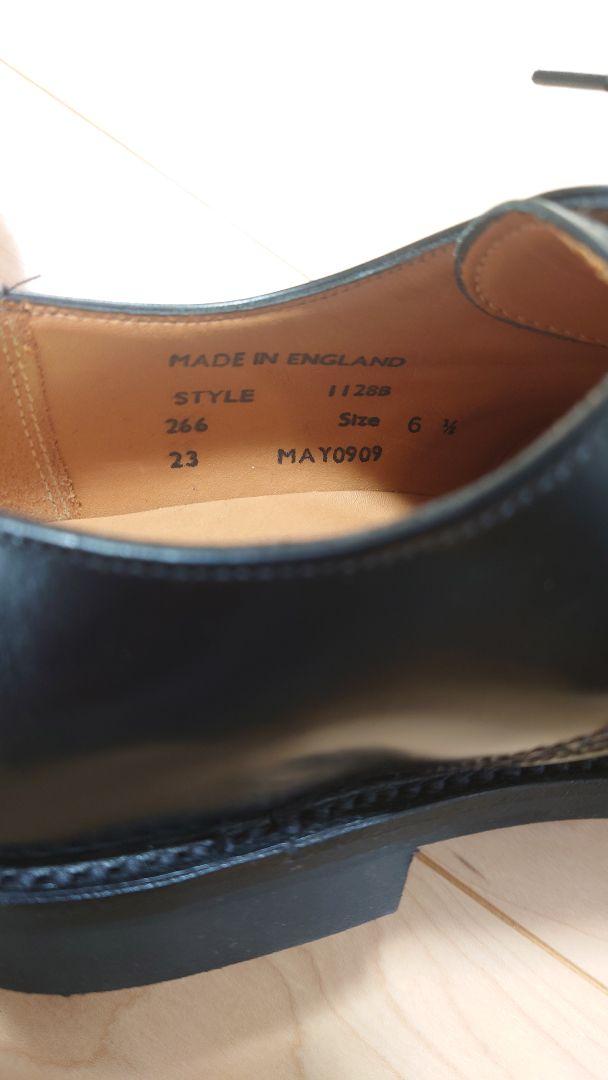 MADE IN ENGLAND
STYLE 1128B
266 Size 6 ½
23 MAY0909